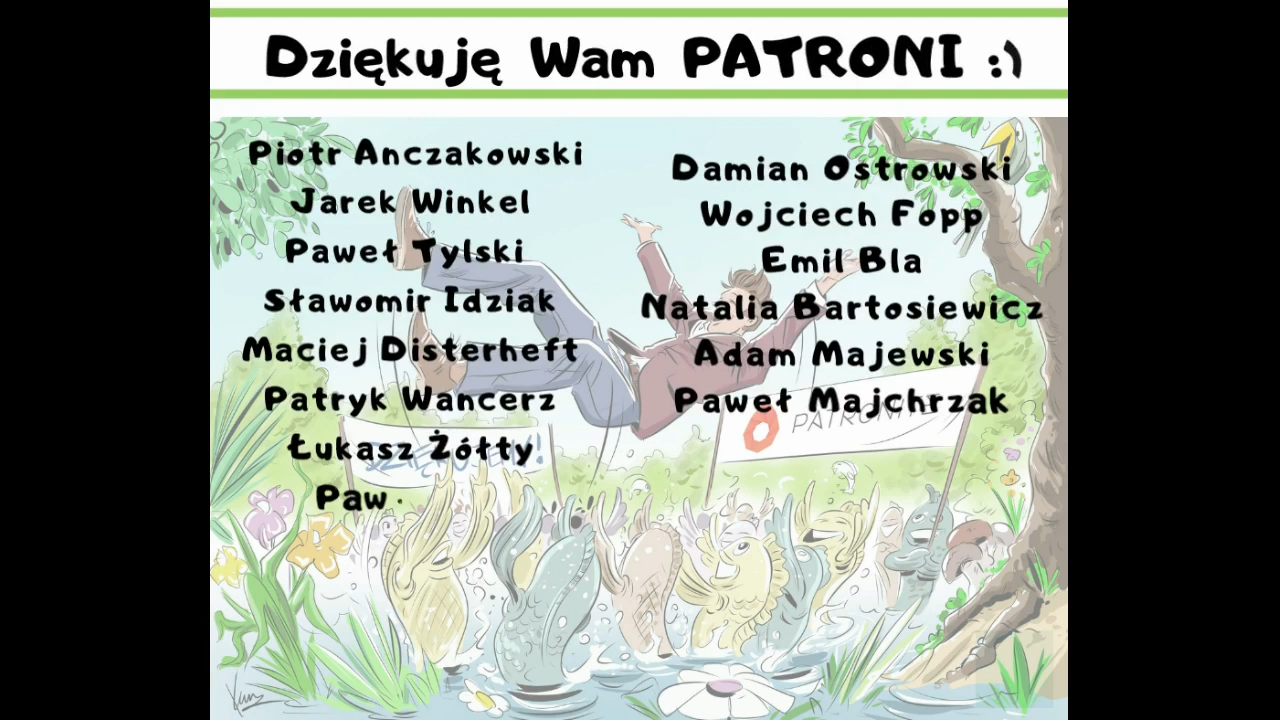 Dziękuję Wam PATRONI :)
Piotr Anczakowski
Jarek Winkel
Paweł Tylski
Sławomir Idziak
Maciej Disterheft
Patryk Wancerz
Łukasz Żółty
Paw
Damian Ostrowski
Wojciech Fopp
Emil Bla
Natalia Bartosiewicz
Adam Majewski
Paweł Majchrzak